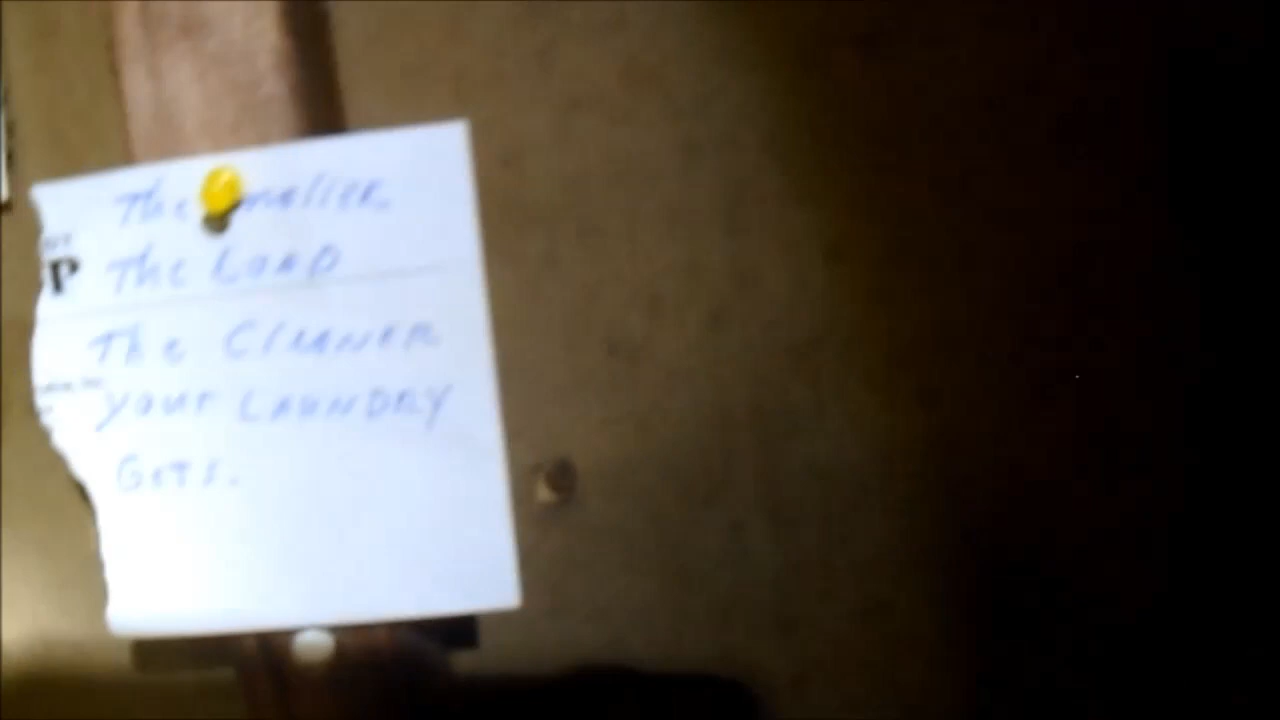 The smaller
P The LOAD
The CLEANER
your LAUNDRY
GETS.